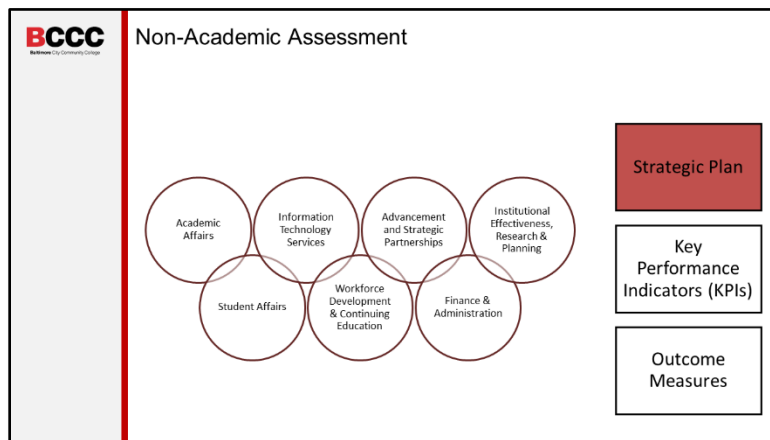 BCCC
Baltimore City Community College
Non-Academic Assessment
Academic
Affairs
Information
Technology
Services
Advancement
and Strategic
Partnerships
Institutional
Effectiveness,
Research &
Planning
Student Affairs
Workforce
Development
& Continuing
Education
Finance &
Administration
Strategic Plan
Key
Performance
Indicators (KPIs)
Outcome
Measures